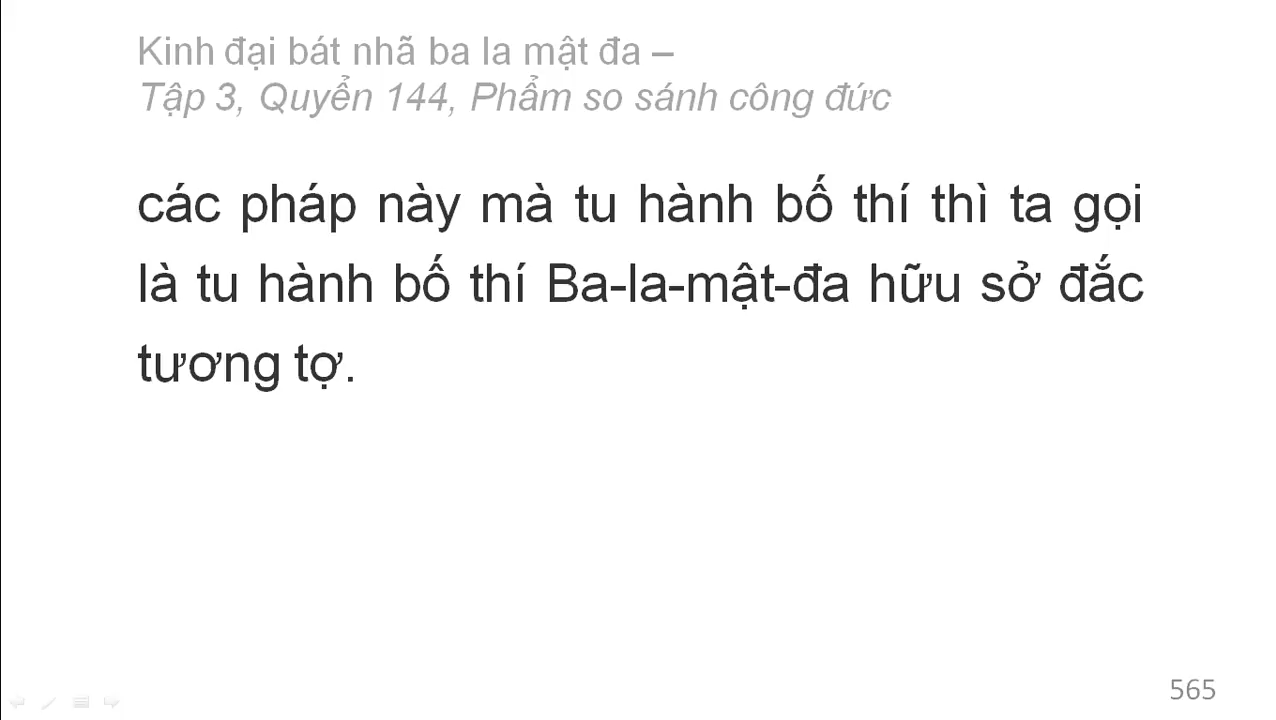 Kinh đại bát nhã ba la mật đa –
Tập 3, Quyển 144, Phẩm so sánh công đức
các pháp này mà tu hành bố thí thì ta gọi
là tu hành bố thí Ba-la-mật-đa hữu sở đắc
tương tợ.
565